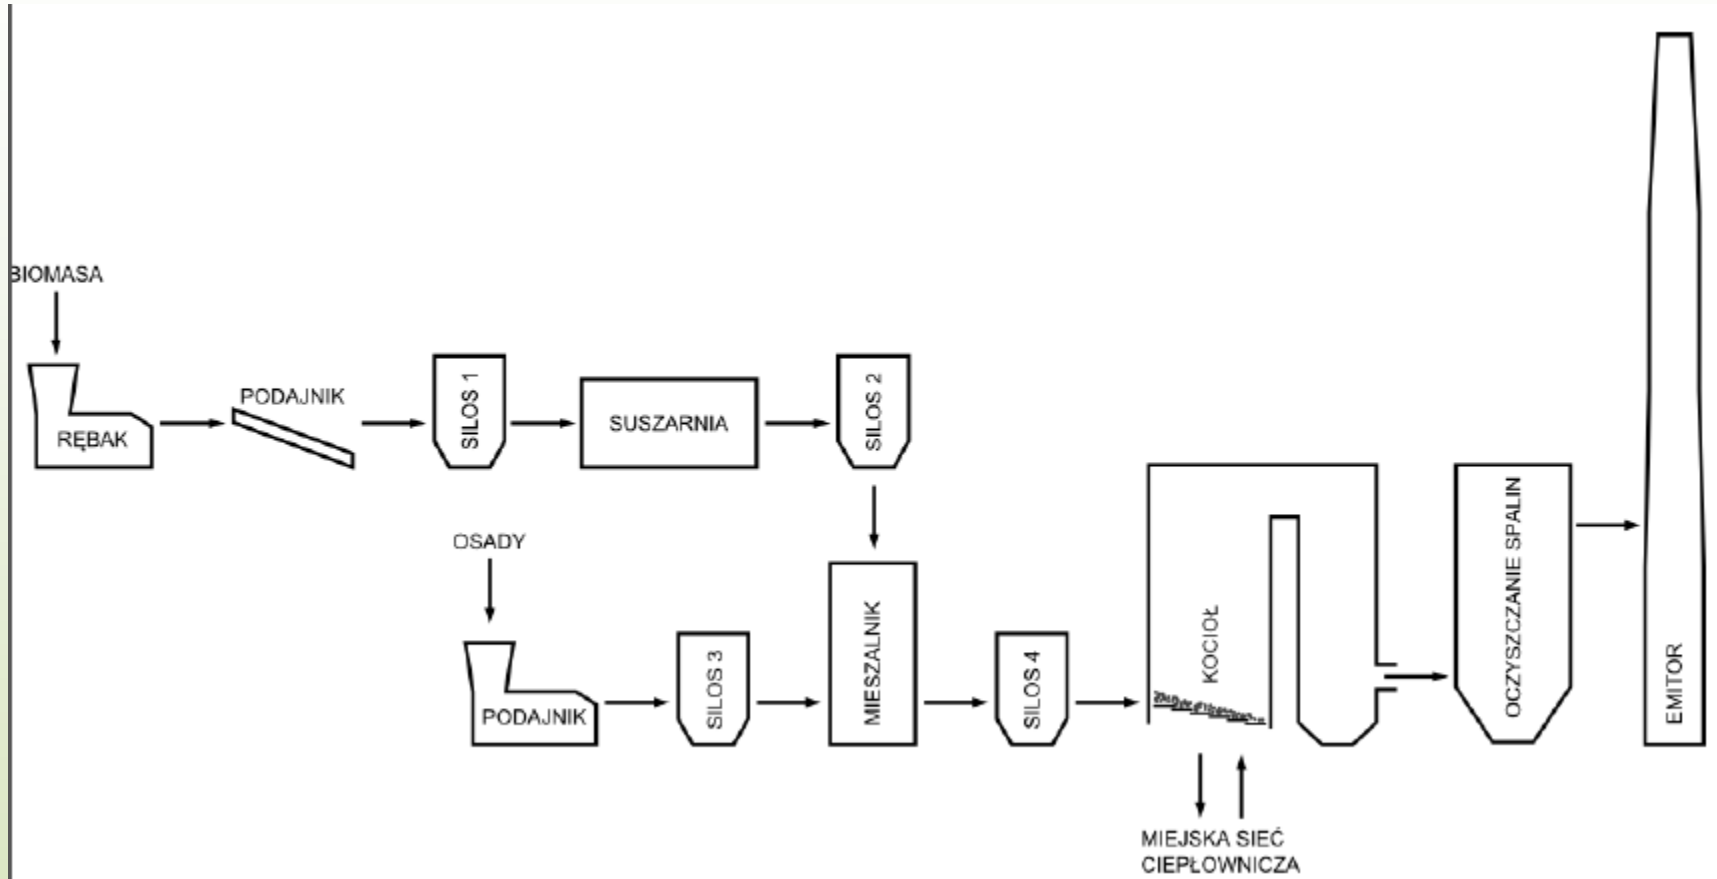 BIOMASA
RĘBAK
PODAJNIK
SILOS 1
SUSZARNIA
SILOS 2
OSADY
PODAJNIK
SILOS 3
MIESZALNIK
SILOS 4
KOCIOŁ
MIEJSKA SIEĆ
CIEPŁOWNICZA
OCZYSZCZANIE SPALIN
EMITOR